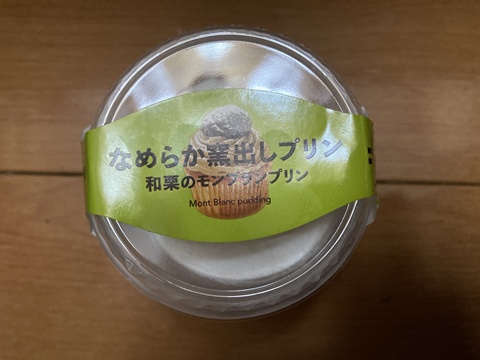 なめらか窯出しプリン
和栗のモンブランプリン
Mont Blanc pudding